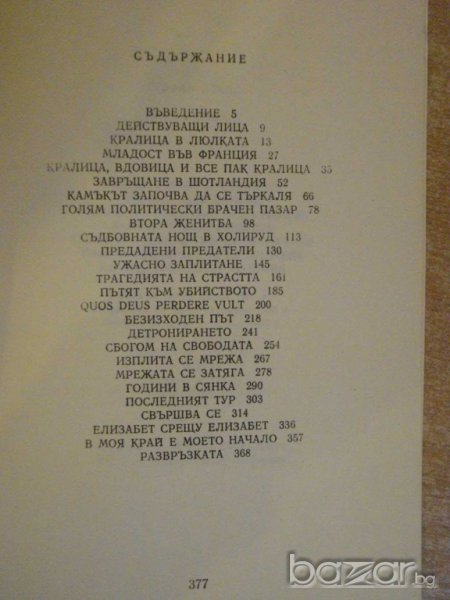 СЪДЪРЖАНИЕ
ВЪВЕДЕНИЕ 5
ДЕЙСТВУВАЩИ ЛИЦА 9
КРАЛИЦА В ЛЮЛКАТА 13
МЛАДОСТ ВЪВ ФРАНЦИЯ 27
КРАЛИЦА, ВДОВИЦА И ВСЕ ПАК КРАЛИЦА 35
ЗАВРЪЩАНЕ В ШОТЛАНДИЯ 52
КАМЪКЪТ ЗАПОЧВА ДА СЕ ТЪРКАЛЯ 66
ГОЛЯМ ПОЛИТИЧЕСКИ БРАЧЕН ПАЗАР 78
ВТОРА ЖЕНИТБА 98
СЪДБОВНАТА НОЩ В ХОЛИРУД 113
ПРЕДАДЕНИ ПРЕДАТЕЛИ 130
УЖАСНО ЗАПЛИТАНЕ 145
ТРАГЕДИЯТА НА СТРАСТТА 161
ПЪТЯТ КЪМ УБИЙСТВОТО 185
QUOS DEUS PERDERE VULT 200
БЕЗИЗХОДЕН ПЪТ 218
ДЕТРОНИРАНЕТО 241
СБОГОМ НА СВОБОДАТА 254
ИЗПЛИТА СЕ МРЕЖА 267
МРЕЖАТА СЕ ЗАТЯГА 278
ГОДИНИ В СЯНКА 290
ПОСЛЕДНИЯТ ТУР 303
СВЪРШВА СЕ 314
ЕЛИЗАБЕТ СРЕЩУ ЕЛИЗАБЕТ 336
В МОЯ КРАЙ Е МОЕТО НАЧАЛО 357
РАЗВРЪЗКАТА 368
377
bazar.bg